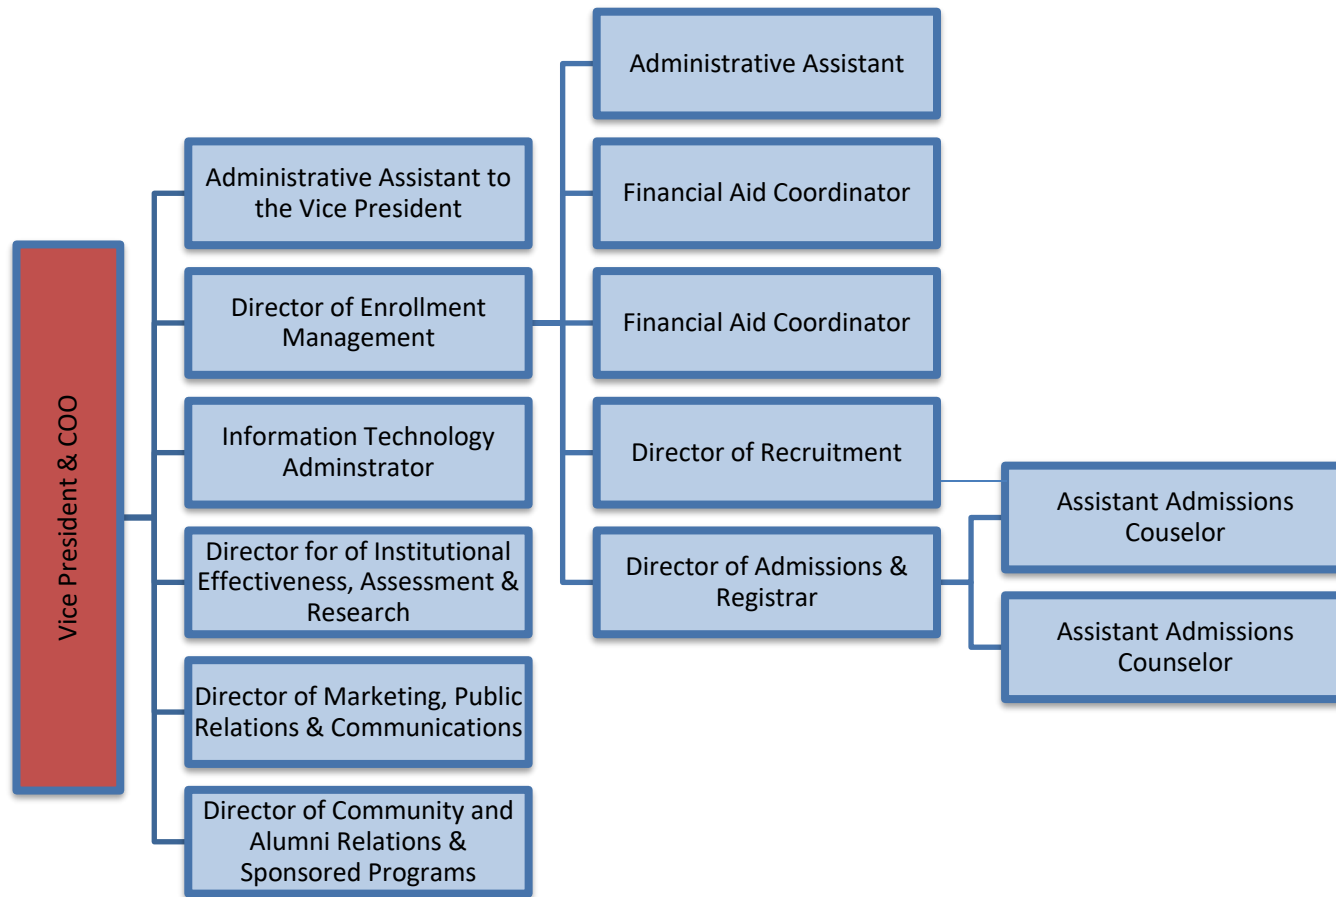 Vice President & COO
Administrative Assistant to
the Vice President
Director of Enrollment
Management
Information Technology
Adminstrator
Director for of Institutional
Effectiveness, Assessment &
Research
Director of Marketing, Public
Relations & Communications
Director of Community and
Alumni Relations &
Sponsored Programs
Administrative Assistant
Financial Aid Coordinator
Financial Aid Coordinator
Director of Recruitment
Director of Admissions &
Registrar
Assistant Admissions
Couselor
Assistant Admissions
Counselor